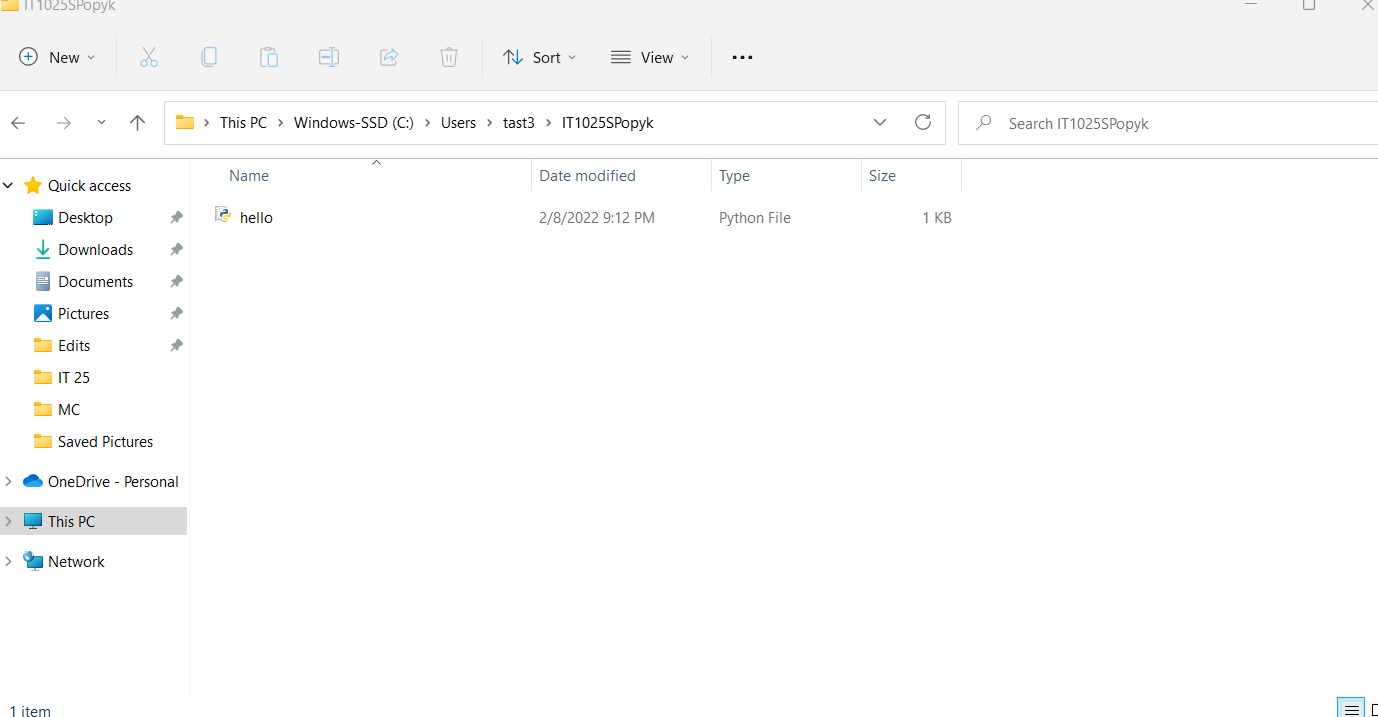 IT1025SPopyk
New Sort View
This PC Windows-SSD (C:) Users tast3 IT1025SPopyk
Search IT1025SPopyk
Name Date modified Type Size
hello 2/8/2022 9:12 PM Python File 1 KB
Quick access
Desktop
Downloads
Documents
Pictures
Edits
IT 25
MC
Saved Pictures
OneDrive - Personal
This PC
Network
1 item